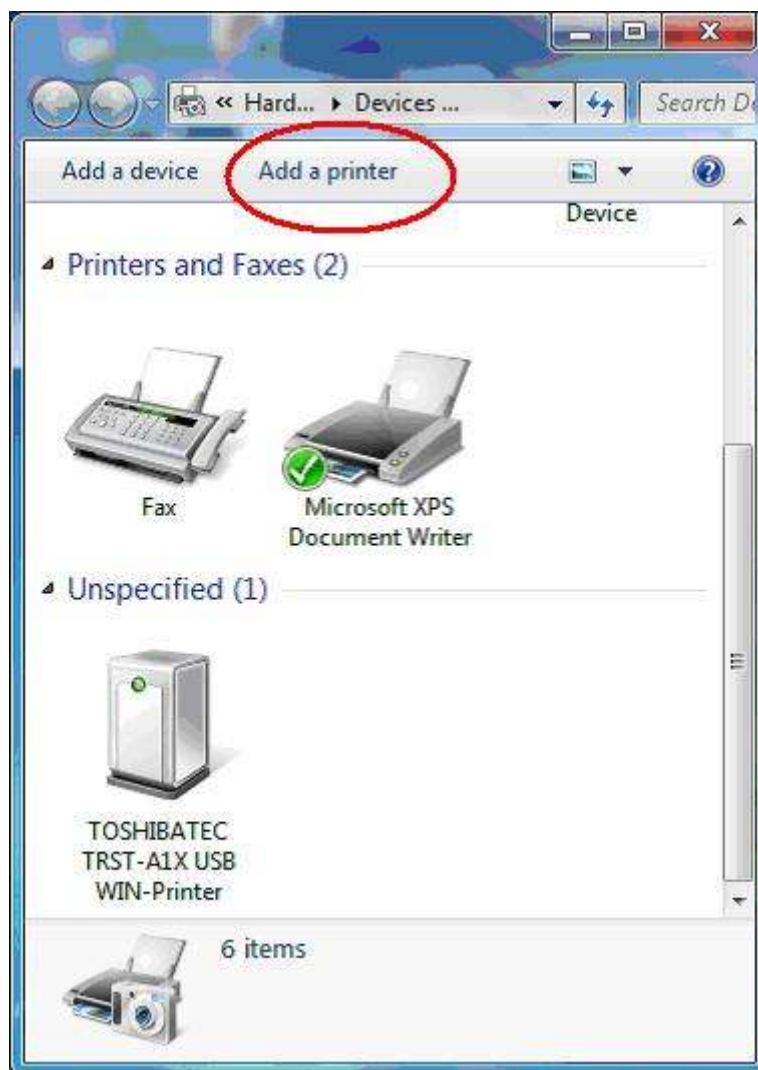 « Hard... ▸ Devices ...
Search De
Add a device Add a printer
Device
Printers and Faxes (2)
Fax
Microsoft XPS
Document Writer
Unspecified (1)
TOSHIBATEC
TRST-A1X USB
WIN-Printer
6 items